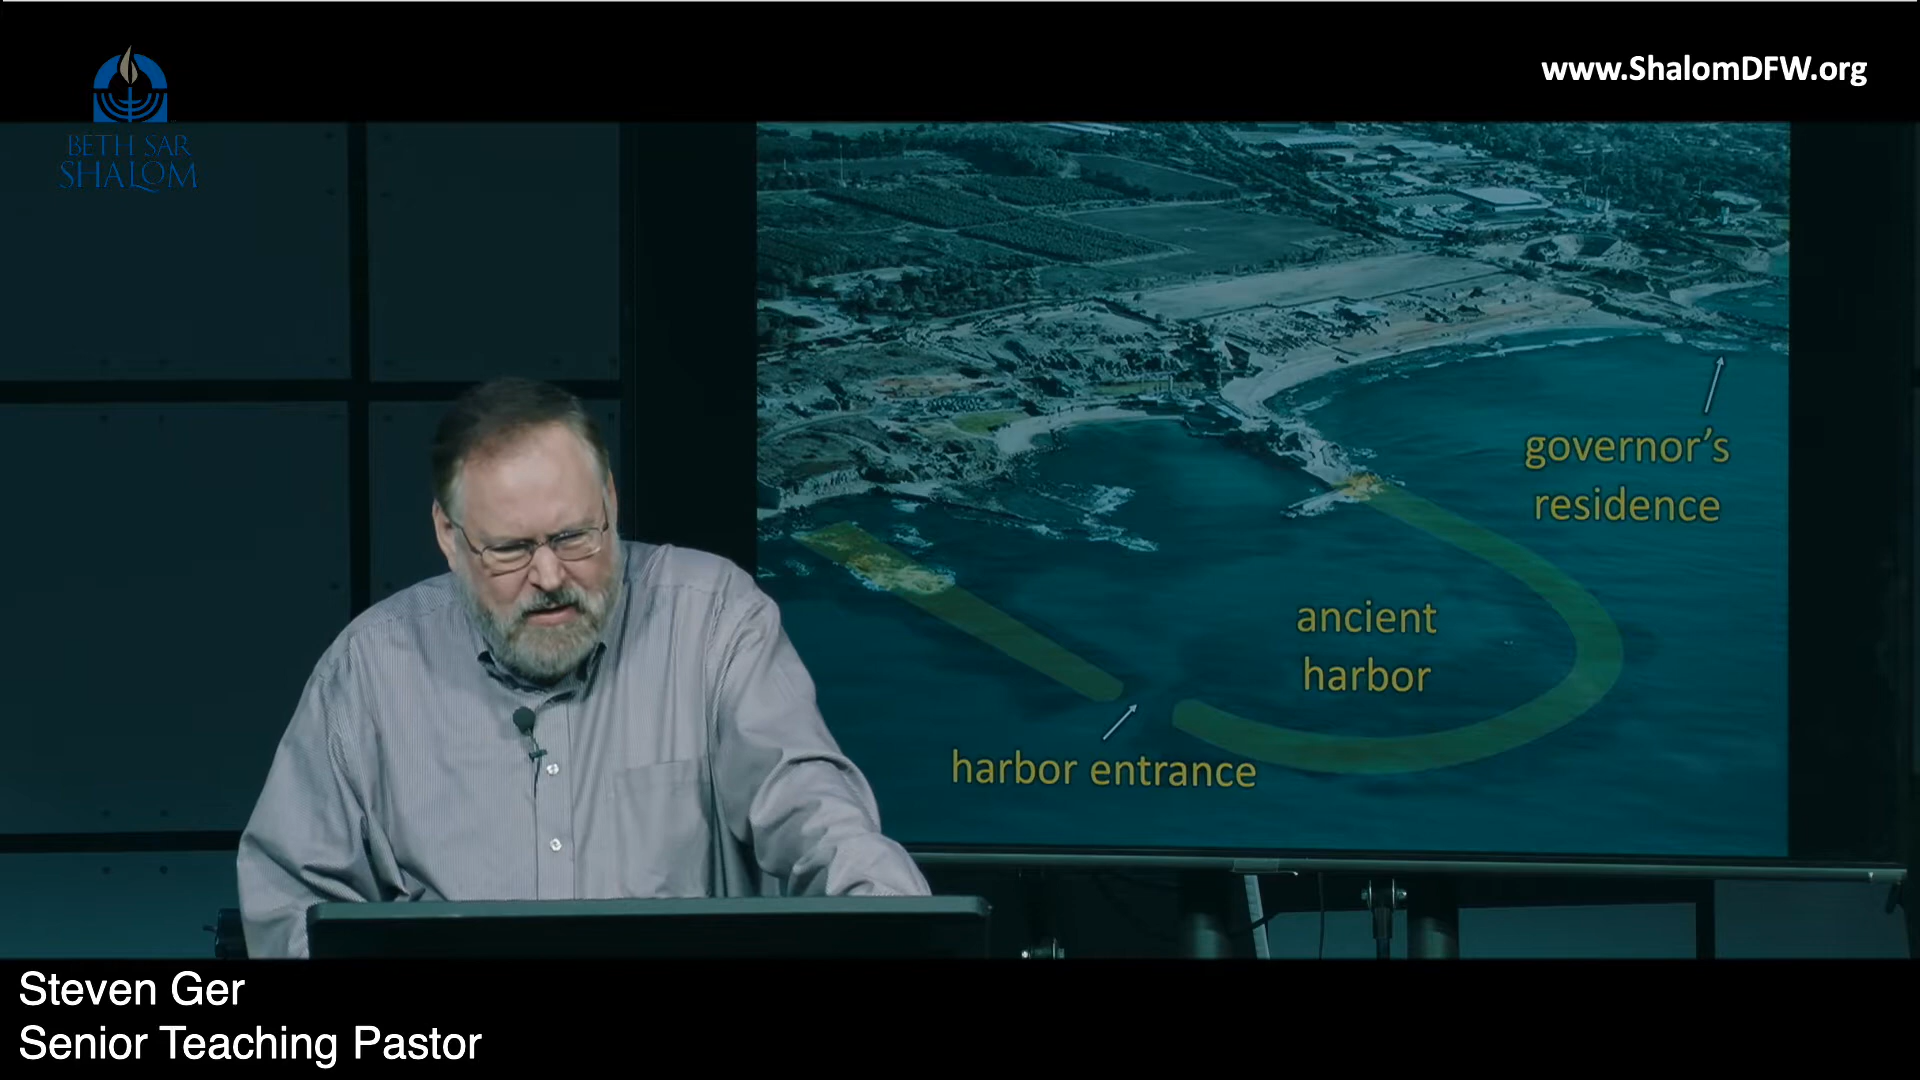 BETH SAR
SHALOM
www.ShalomDFW.org
governor's
residence
ancient
harbor
harbor entrance
Steven Ger
Senior Teaching Pastor